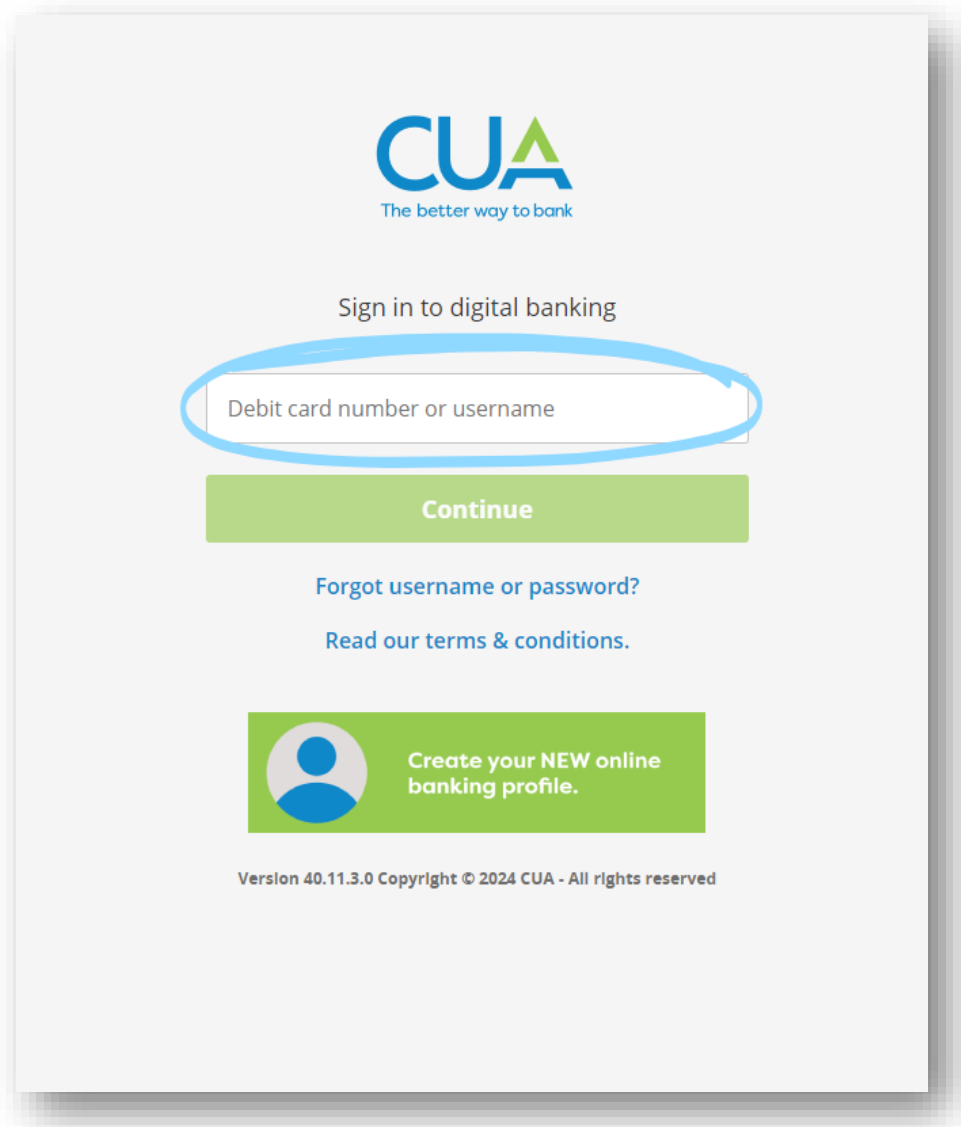 CUA
The better way to bank
Sign in to digital banking
Debit card number or username
Continue
Forgot username or password?
Read our terms & conditions.
Create your NEW online
banking profile.
Version 40.11.3.0 Copyright © 2024 CUA - All rights reserved